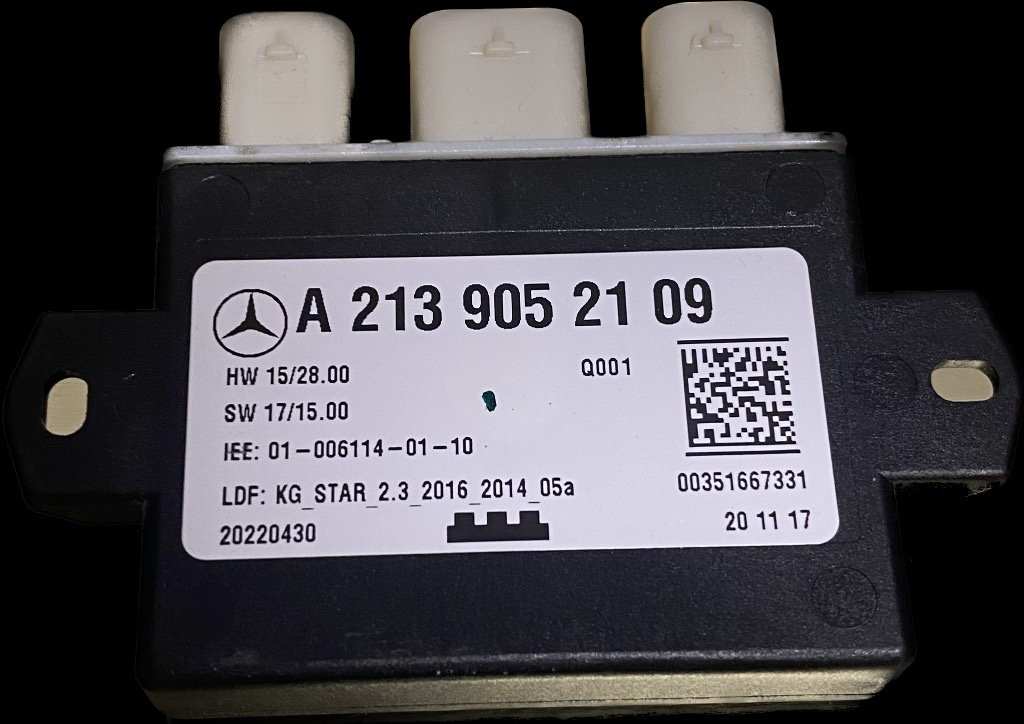 A 213 905 21 09
HW 15/28.00
Q001
SW 17/15.00
IEE: 01-006114-01-10
LDF: KG_STAR_2.3_2016_2014_05a
00351667331
20220430
20 11 17